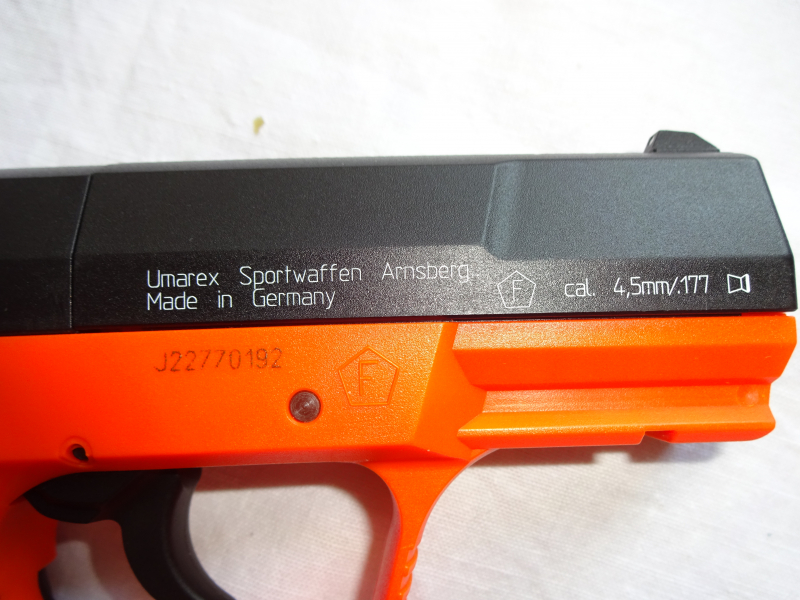 Umarex Sportwaffen Arnsberg
Made in Germany
F
cal. 4,5mm/.177
J22770192
F